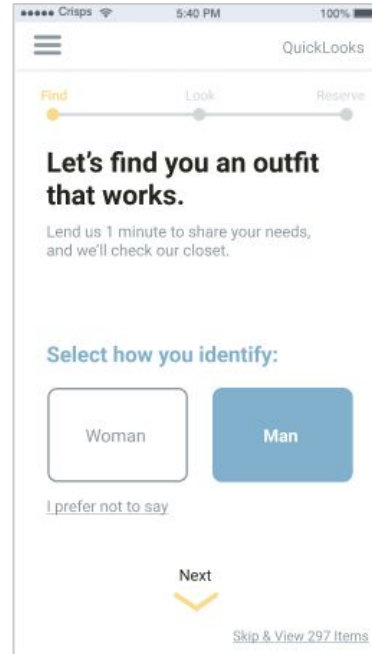 Crisps 5:40 PM 100%
QuickLooks
Find Look Reserve
Let's find you an outfit
that works.
Lend us 1 minute to share your needs,
and we'll check our closet.
Select how you identify:
Woman Man
I prefer not to say
Next
Skip & View 297 Items